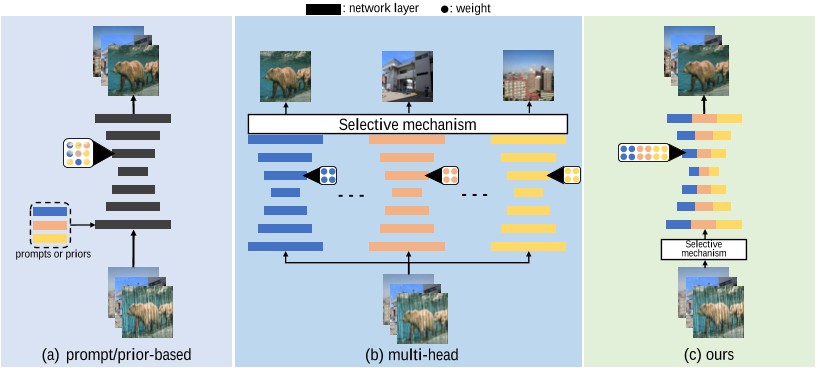 : network layer : weight
Selective mechanism
prompts or priors
Selective
mechanism
(a) prompt/prior-based (b) multi-head (c) ours